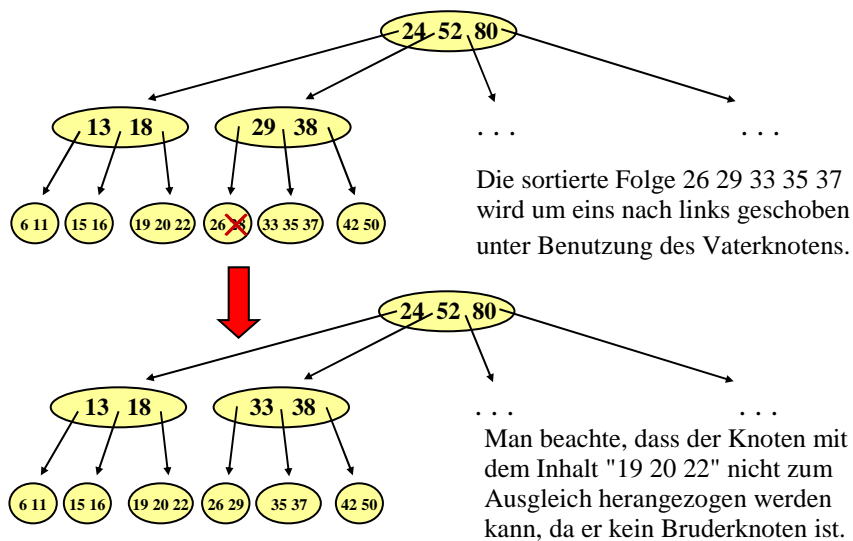 24 52 80
13 18
29 38
. . .
. . .
6 11
15 16
19 20 22
26 28
33 35 37
42 50
Die sortierte Folge 26 29 33 35 37
wird um eins nach links geschoben
unter Benutzung des Vaterknotens.
24 52 80
13 18
33 38
. . .
. . .
6 11
15 16
19 20 22
26 29
35 37
42 50
Man beachte, dass der Knoten mit
dem Inhalt "19 20 22" nicht zum
Ausgleich herangezogen werden
kann, da er kein Bruderknoten ist.